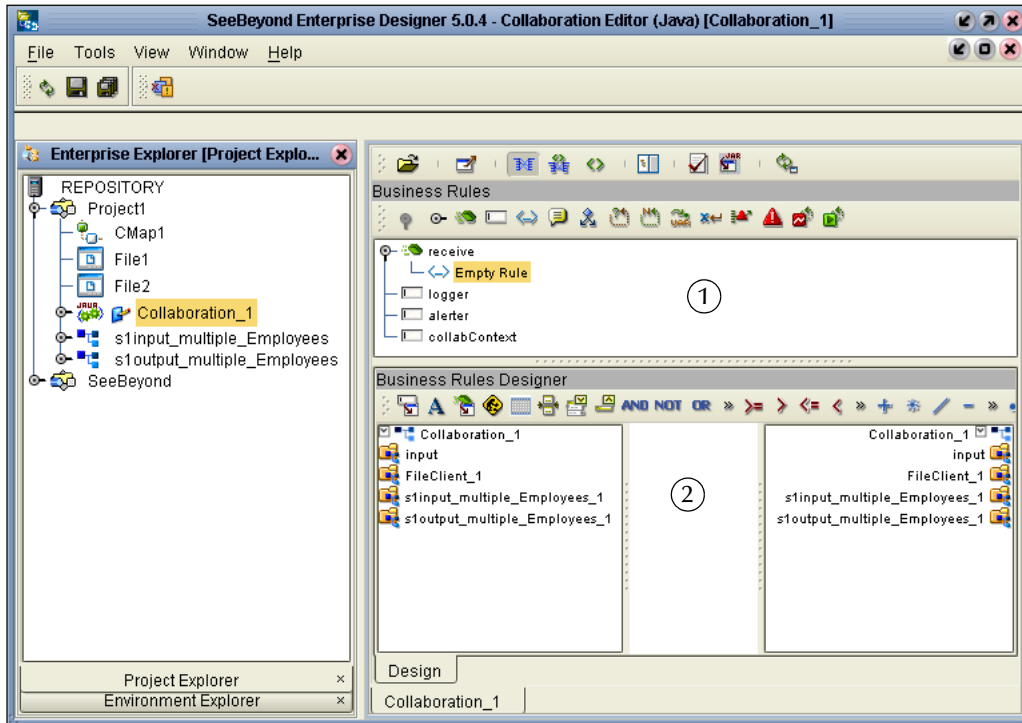 SeeBeyond Enterprise Designer 5.0.4 - Collaboration Editor (Java) [Collaboration_1]
File Tools View Window Help
Enterprise Explorer [Project Explo...
REPOSITORY
Project1
CMap1
File1
File2
JAVA Collaboration_1
s1input_multiple_Employees
s1output_multiple_Employees
SeeBeyond
Project Explorer ×
Environment Explorer ×
JAR
Business Rules
receive
Empty Rule
logger
alerter
collabContext
1
Business Rules Designer
A AND NOT OR » >= > <= < » + * / - »
Collaboration_1
input
FileClient_1
s1input_multiple_Employees_1
s1output_multiple_Employees_1
2
Collaboration_1
input
FileClient_1
s1input_multiple_Employees_1
s1output_multiple_Employees_1
Design
Collaboration_1